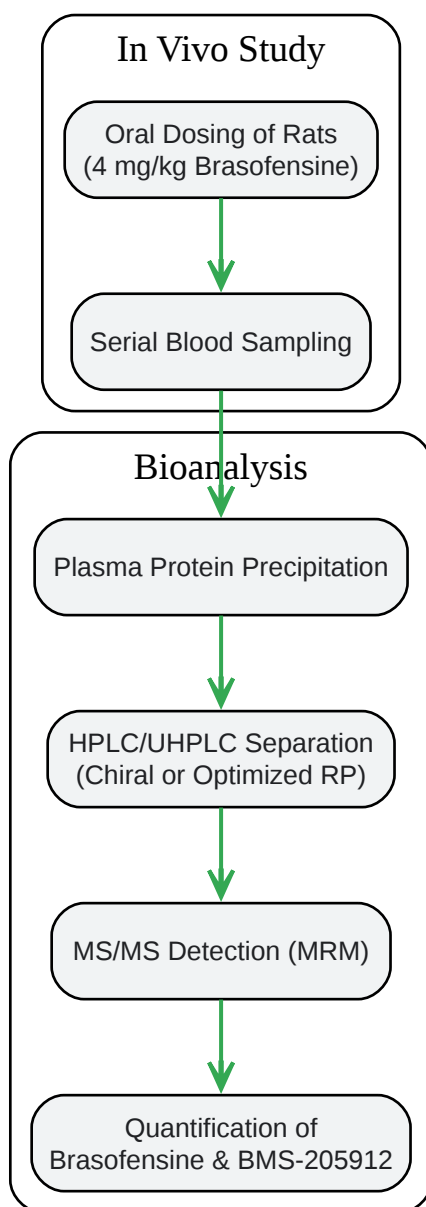 In Vivo Study
Oral Dosing of Rats
(4 mg/kg Brasofensine)
Serial Blood Sampling
Bioanalysis
Plasma Protein Precipitation
HPLC/UHPLC Separation
(Chiral or Optimized RP)
MS/MS Detection (MRM)
Quantification of
Brasofensine & BMS-205912